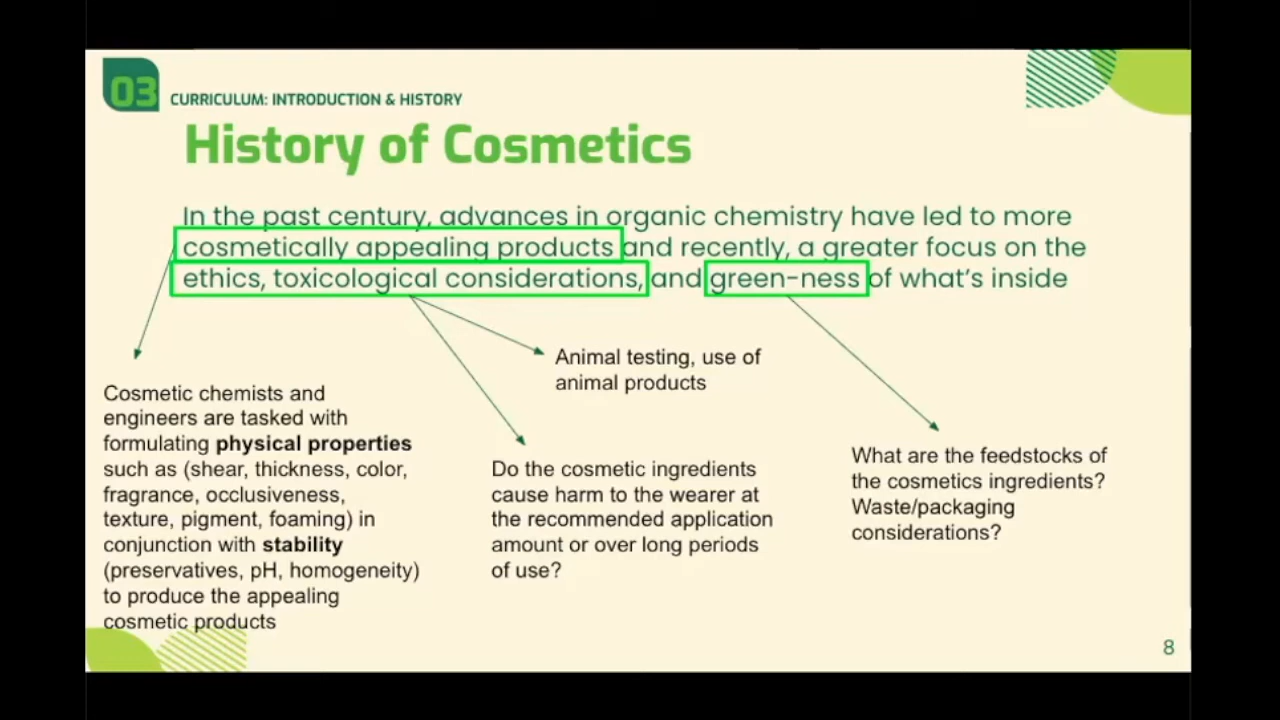 03
CURRICULUM: INTRODUCTION & HISTORY
History of Cosmetics
In the past century, advances in organic chemistry have led to more
cosmetically appealing products and recently, a greater focus on the
ethics, toxicological considerations, and green-ness of what's inside
Animal testing, use of
animal products
Cosmetic chemists and
engineers are tasked with
formulating physical properties
such as (shear, thickness, color,
fragrance, occlusiveness,
texture, pigment, foaming) in
conjunction with stability
(preservatives, pH, homogeneity)
to produce the appealing
cosmetic products
Do the cosmetic ingredients
cause harm to the wearer at
the recommended application
amount or over long periods
of use?
What are the feedstocks of
the cosmetics ingredients?
Waste/packaging
considerations?
8